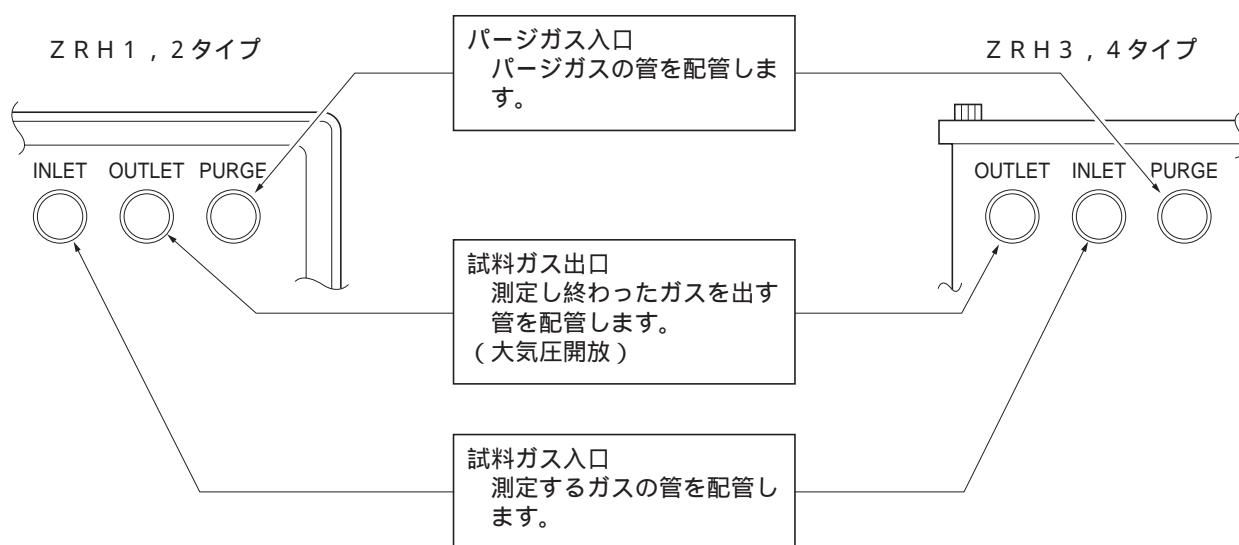 ＺＲＨ１，２タイプ
パージガス入口
パージガスの管を配管しま
す。
ＺＲＨ３，４タイプ
INLET OUTLET PURGE
OUTLET INLET PURGE
試料ガス出口
測定し終わったガスを出す
管を配管します。
（大気圧開放）
試料ガス入口
測定するガスの管を配管し
ます。